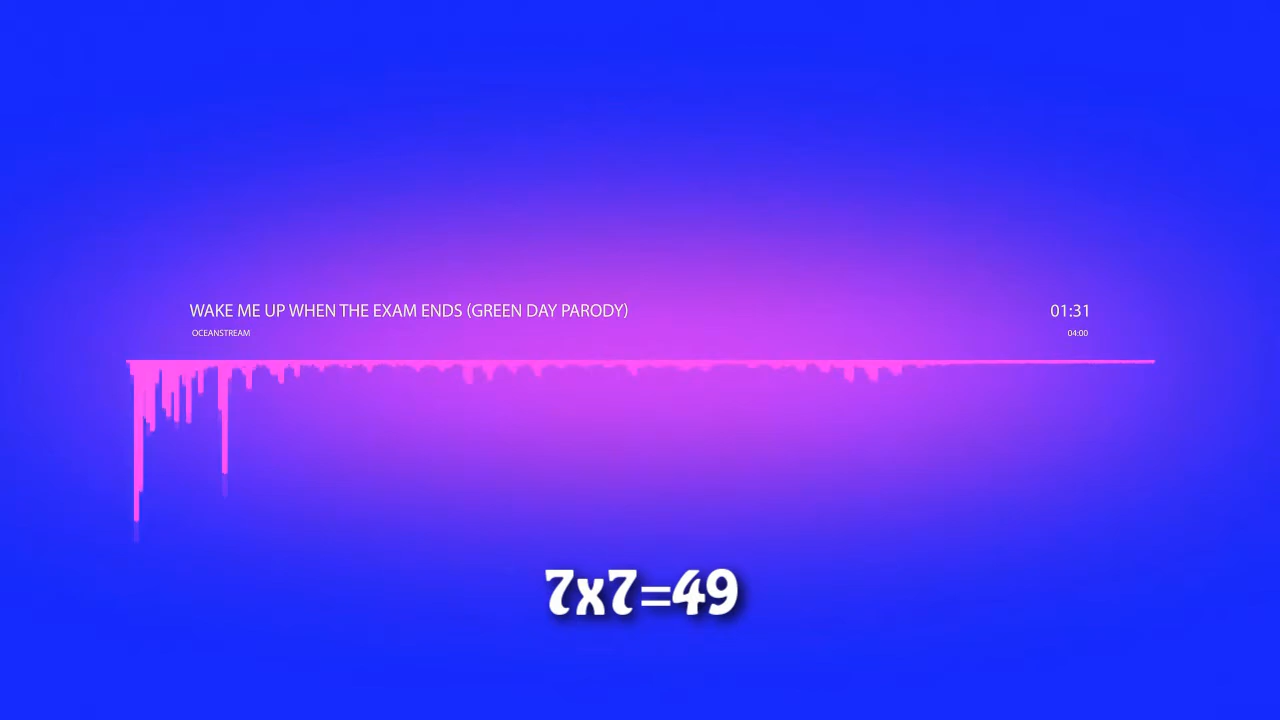 WAKE ME UP WHEN THE EXAM ENDS (GREEN DAY PARODY) 01:31
OCEANSTREAM 04:00
7x7=49